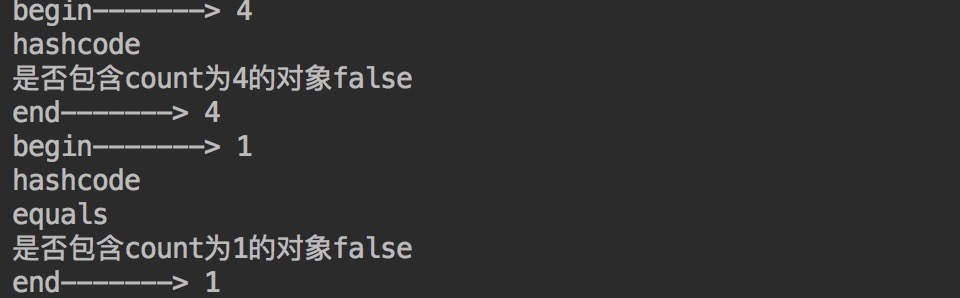 begin-------> 4
hashcode
是否包含count为4的对象false
end-------> 4
begin-------> 1
hashcode
equals
是否包含count为1的对象false
end-------> 1